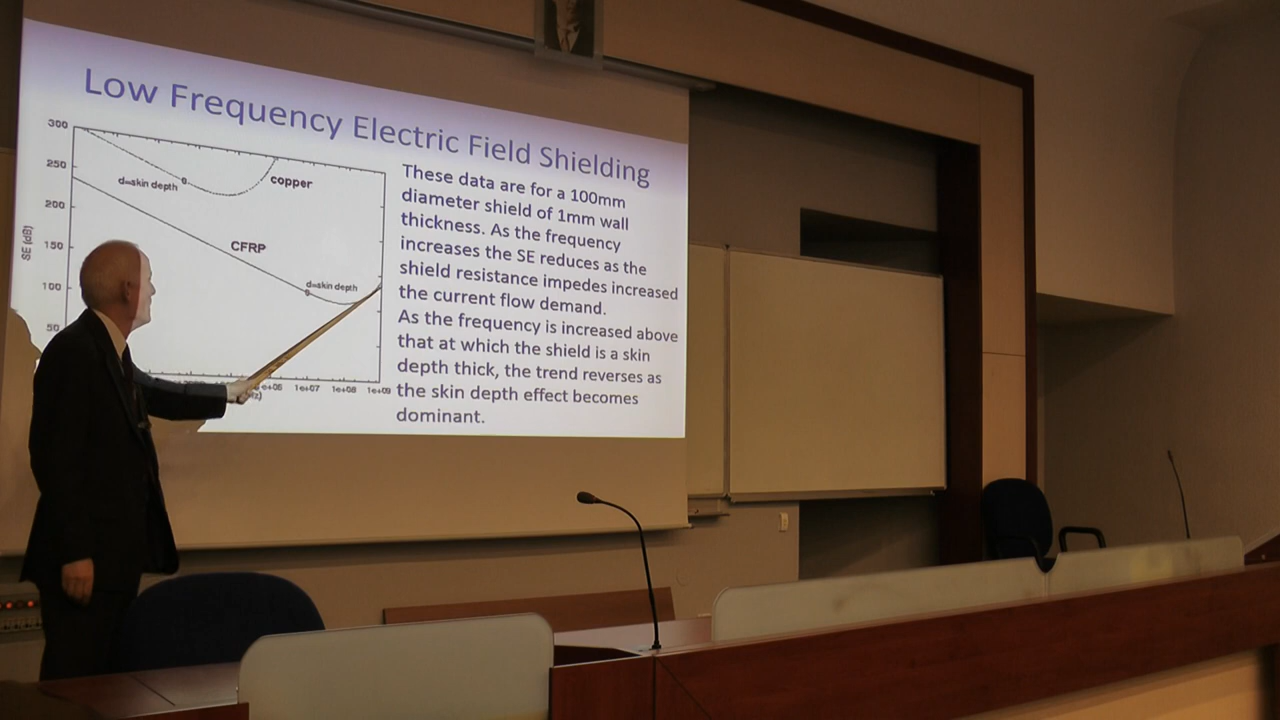 Low Frequency Electric Field Shielding
300
250
200
150
100
50
SE (dB)
d=skin depth
copper
CFRP
d=skin depth
e+06 1e+07 1e+08 1e+09
These data are for a 100mm
diameter shield of 1mm wall
thickness. As the frequency
increases the SE reduces as the
shield resistance impedes increased
the current flow demand.
As the frequency is increased above
that at which the shield is a skin
depth thick, the trend reverses as
the skin depth effect becomes
dominant.